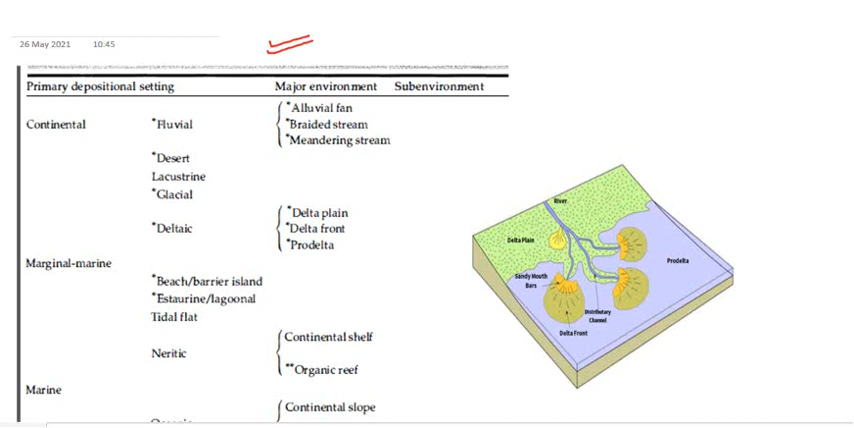 26 May 2021 10:45
Primary depositional setting Major environment Subenvironment
*Alluvial fan
Continental *Fluvial *Braided stream
*Meandering stream
*Desert
Lacustrine
*Glacial
*Delta plain
*Deltaic *Delta front
*Prodelta
Marginal-marine
*Beach/barrier island
*Estaurine/lagoonal
Tidal flat
Continental shelf
Neritic
**Organic reef
Marine
Continental slope
River
Delta Plain
Prodelta
Sandy Mouth
Bars
Distributary
Channel
Delta Front